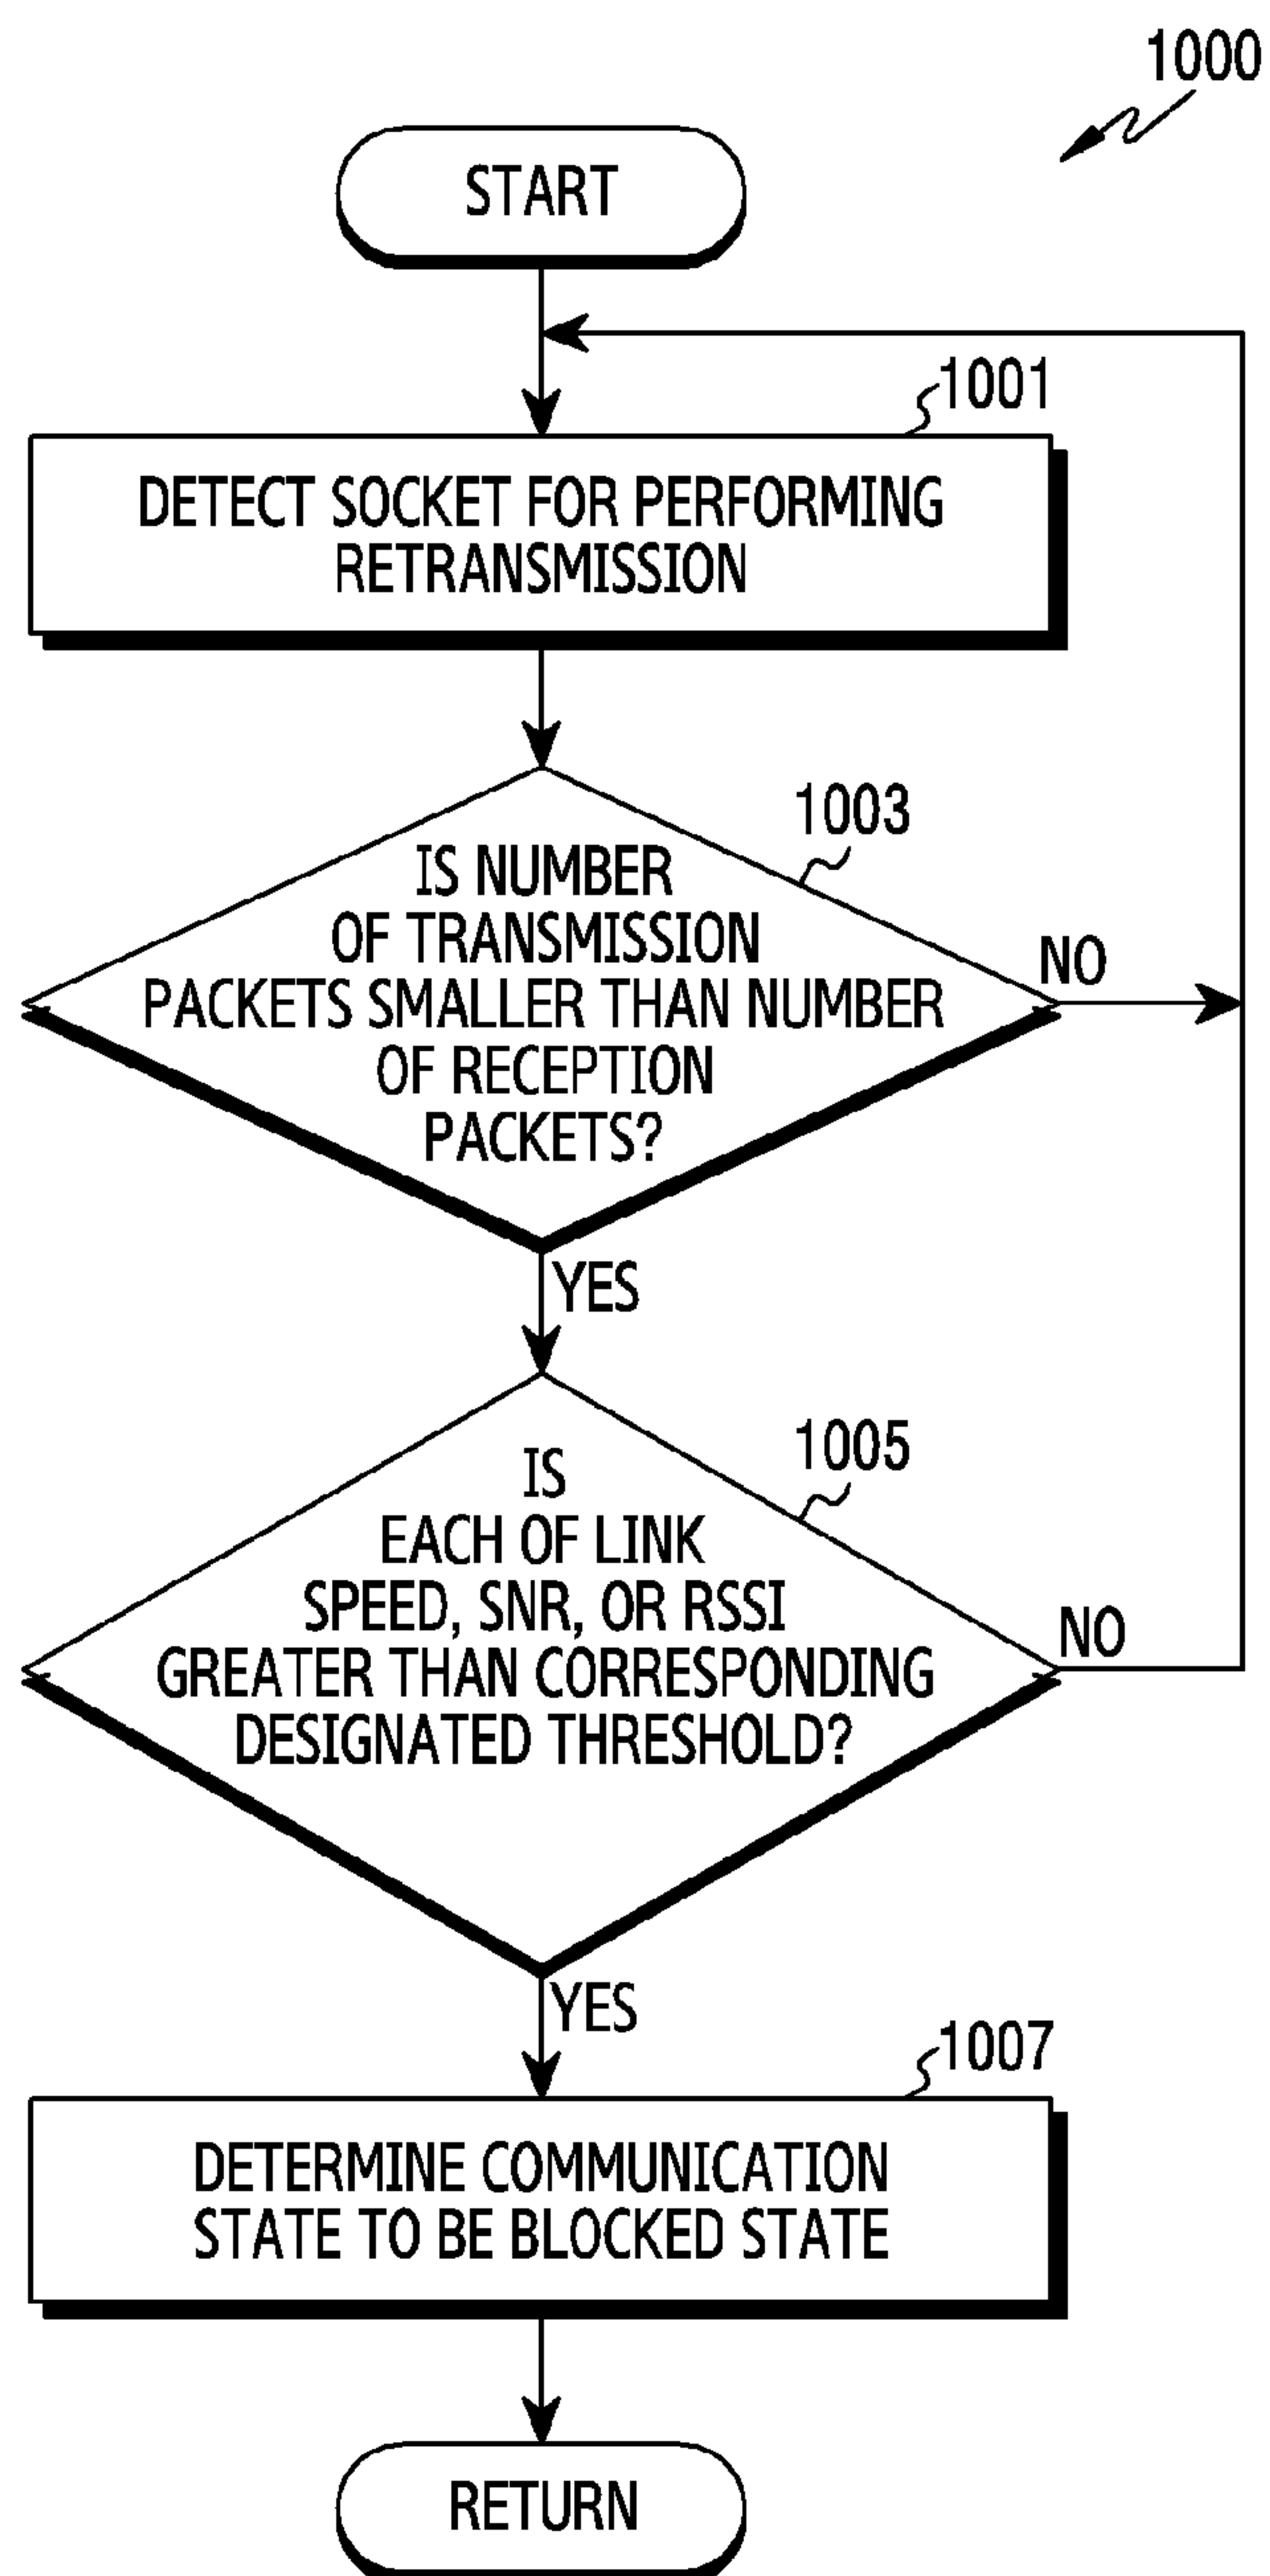 1000
START
1001
DETECT SOCKET FOR PERFORMING
RETRANSMISSION
1003
IS NUMBER
OF TRANSMISSION
PACKETS SMALLER THAN NUMBER
OF RECEPTION
PACKETS?
NO
YES
1005
IS
EACH OF LINK
SPEED, SNR, OR RSSI
GREATER THAN CORRESPONDING
DESIGNATED THRESHOLD?
NO
YES
1007
DETERMINE COMMUNICATION
STATE TO BE BLOCKED STATE
RETURN